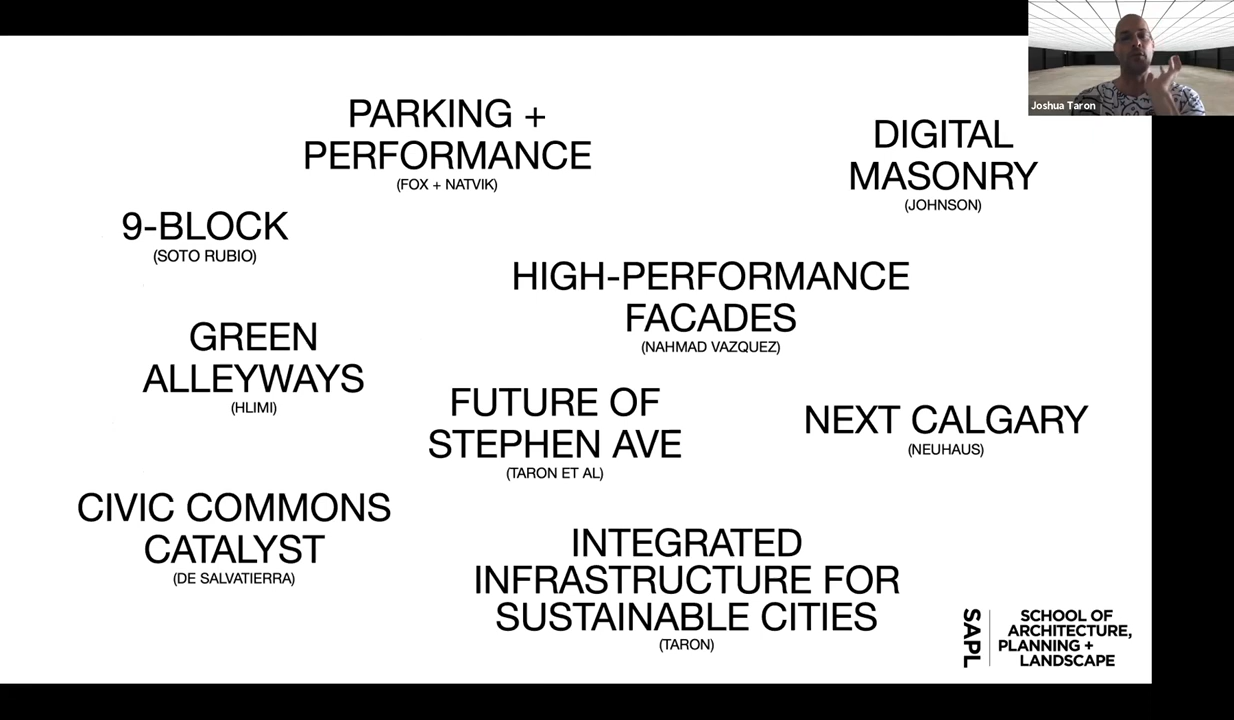 Joshua Taron
PARKING +
PERFORMANCE
(FOX + NATVIK)
DIGITAL
MASONRY
(JOHNSON)
9-BLOCK
(SOTO RUBIO)
HIGH-PERFORMANCE
FACADES
(NAHMAD VAZQUEZ)
GREEN
ALLEYWAYS
(HLIMI)
FUTURE OF
STEPHEN AVE
(TARON ET AL)
NEXT CALGARY
(NEUHAUS)
CIVIC COMMONS
CATALYST
(DE SALVATIERRA)
INTEGRATED
INFRASTRUCTURE FOR
SUSTAINABLE CITIES
(TARON)
SAPL
SCHOOL OF
ARCHITECTURE,
PLANNING +
LANDSCAPE